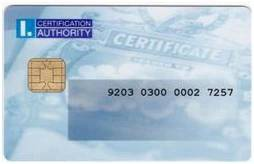 I. CERTIFICATION
AUTHORITY
CERTIFICATE
9203 0300 0002 7257